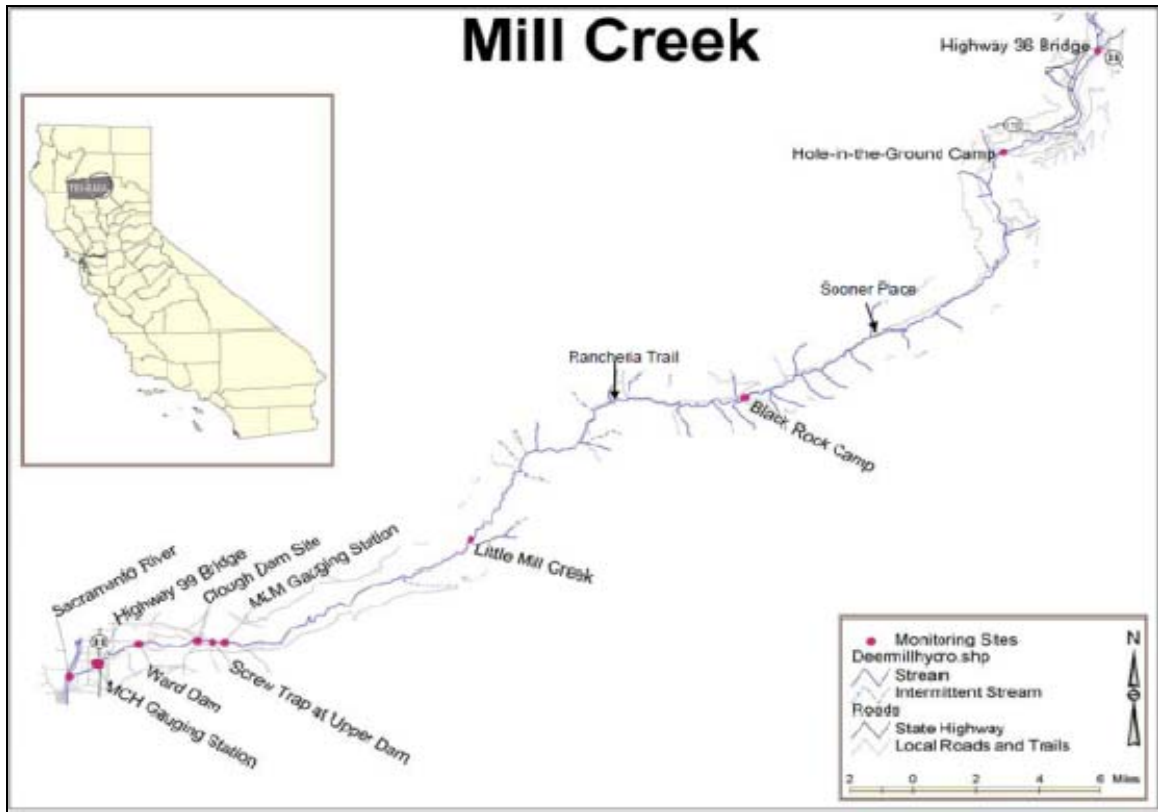 Mill Creek
Highway 36 Bridge
36
Hole-in-the-Ground Camp
TEHAMA
Sooner Place
Rancheria Trail
Black Rock Camp
Little Mill Creek
Sacramento River
Highway 99 Bridge
Clough Dam Site
MLM Gauging Station
Screw Trap at Upper Dam
Ward Dam
MCH Gauging Station
Monitoring Sites
Deermillhydro.shp
Stream
Intermittent Stream
Roads
State Highway
Local Roads and Trails
N
2 0 2 4 6 Miles